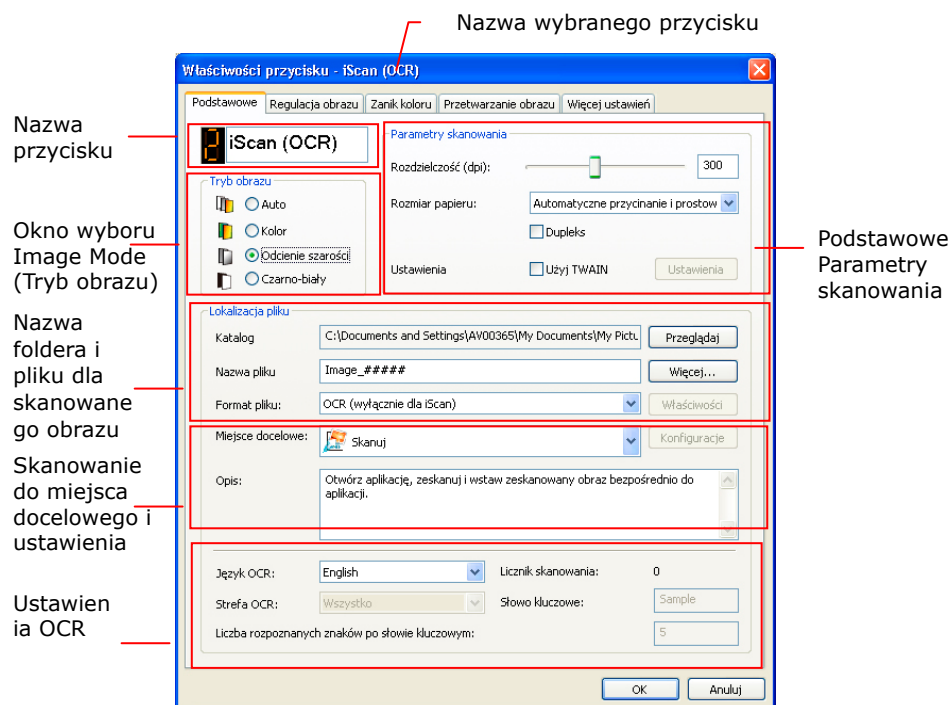 Nazwa wybranego przycisku
Właściwości przycisku - iScan (OCR)
Podstawowe Regulacja obrazu Zanik koloru Przetwarzanie obrazu Więcej ustawień
Nazwa
przycisku
2 iScan (OCR)
Parametry skanowania
Rozdzielczość (dpi): 300
Rozmiar papieru: Automatyczne przycinanie i prostow
Dupleks
Ustawienia Użyj TWAIN Ustawienia
Tryb obrazu
Auto
Kolor
Odcienie szarości
Czarno-biały
Okno wyboru
Image Mode
(Tryb obrazu)
Podstawowe
Parametry
skanowania
Nazwa
foldera i
pliku dla
skanowane
go obrazu
Lokalizacja pliku
Katalog C:\Documents and Settings\AV00365\My Documents\My Pictu Przeglądaj
Nazwa pliku Image_##### Więcej...
Format pliku: OCR (wyłącznie dla iScan) Właściwości
Miejsce docelowe: Skanuj Konfiguracje
Opis: Otwórz aplikację, zeskanuj i wstaw zeskanowany obraz bezpośrednio do
aplikacji.
Skanowanie
do miejsca
docelowego i
ustawienia
Język OCR: English Licznik skanowania: 0
Strefa OCR: Wszystko Słowo kluczowe: Sample
Liczba rozpoznanych znaków po słowie kluczowym: 5
Ustawien
ia OCR
OK Anuluj